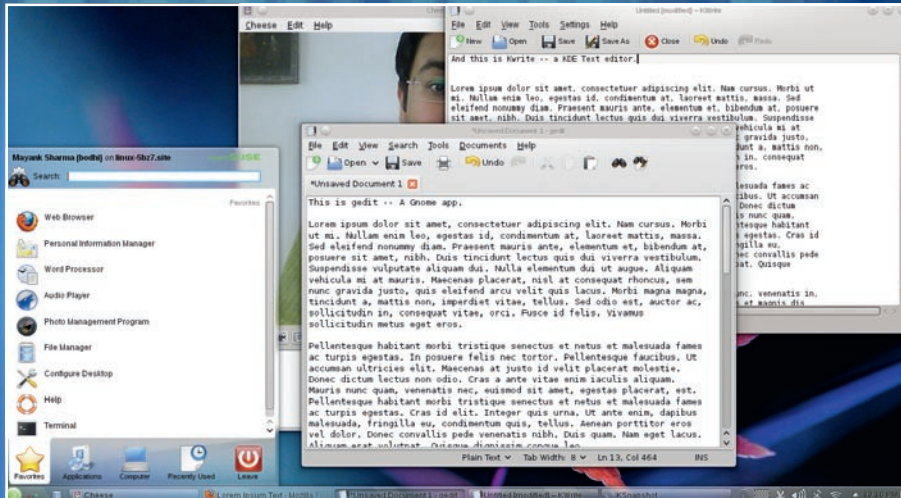 Cheese Edit Help
Untitled [modified] - KWrite
File Edit View Tools Settings Help
New Open Save Save As Close Undo Redo
And this is Kwrite -- a KDE Text editor.
Lorem ipsum dolor sit amet, consectetuer adipiscing elit. Nam cursus. Morbi ut
mi. Nullam enim leo, egestas id, condimentum at, laoreet mattis, massa. Sed
eleifend nonummy diam. Praesent mauris ante, elementum et, bibendum at, posuere
sit amet, nibh. Duis tincidunt lectus quis dui viverra vestibulum. Suspendisse
vehicula mi at
gravida justo,
dunt a, mattis non,
in, consequat
eros.
esuada fames ac
cibus. Ut accumsan
Donec dictum
is nunc quam,
tesque habitant
egestas. Cras id
ngilla eu,
nec convallis pede
pat. Quisque
unc, venenatis in,
et magnis dis
*Unsaved Document 1 - gedit
File Edit View Search Tools Documents Help
Open Save Undo
*Unsaved Document 1
This is gedit -- A Gnome app.
Lorem ipsum dolor sit amet, consectetuer adipiscing elit. Nam cursus. Morbi
ut mi. Nullam enim leo, egestas id, condimentum at, laoreet mattis, massa.
Sed eleifend nonummy diam. Praesent mauris ante, elementum et, bibendum at,
posuere sit amet, nibh. Duis tincidunt lectus quis dui viverra vestibulum.
Suspendisse vulputate aliquam dui. Nulla elementum dui ut augue. Aliquam
vehicula mi at mauris. Maecenas placerat, nisl at consequat rhoncus, sem
nunc gravida justo, quis eleifend arcu velit quis lacus. Morbi magna magna,
tincidunt a, mattis non, imperdiet vitae, tellus. Sed odio est, auctor ac,
sollicitudin in, consequat vitae, orci. Fusce id felis. Vivamus
sollicitudin metus eget eros.
Pellentesque habitant morbi tristique senectus et netus et malesuada fames
ac turpis egestas. In posuere felis nec tortor. Pellentesque faucibus. Ut
accumsan ultricies elit. Maecenas at justo id velit placerat molestie.
Donec dictum lectus non odio. Cras a ante vitae enim iaculis aliquam.
Mauris nunc quam, venenatis nec, euismod sit amet, egestas placerat, est.
Pellentesque habitant morbi tristique senectus et netus et malesuada fames
ac turpis egestas. Cras id elit. Integer quis urna. Ut ante enim, dapibus
malesuada, fringilla eu, condimentum quis, tellus. Aenean porttitor eros
vel dolor. Donec convallis pede venenatis nibh. Duis quam. Nam eget lacus.
Aliquam erat volutpat. Quisque dignissim congue leo.
Plain Text Tab Width: 8 Ln 13, Col 464 INS
Mayank Sharma (bodhi) on linux-5bz7.site
Search:
Favorites
Web Browser
Personal Information Manager
Word Processor
Audio Player
Photo Management Program
File Manager
Configure Desktop
Help
Terminal
Favorites Applications Computer Recently Used Leave
Cheese Lorem Ipsum Text - Mozilla *Unsaved Document 1 - gedit Untitled [modified] - KWrite KSnapshot